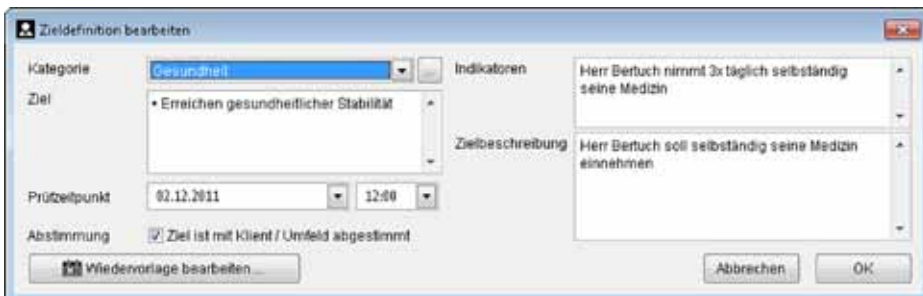 Zieldefinition bearbeiten
Kategorie
Gesundheit
...
Ziel
• Erreichen gesundheitlicher Stabilität
Prüfzeitpunkt
02.12.2011
12:00
Abstimmung
Ziel ist mit Klient / Umfeld abgestimmt
Wiedervorlage bearbeiten ...
Indikatoren
Herr Bertuch nimmt 3x täglich selbständig
seine Medizin
Zielbeschreibung
Herr Bertuch soll selbständig seine Medizin
einnehmen
Abbrechen
OK